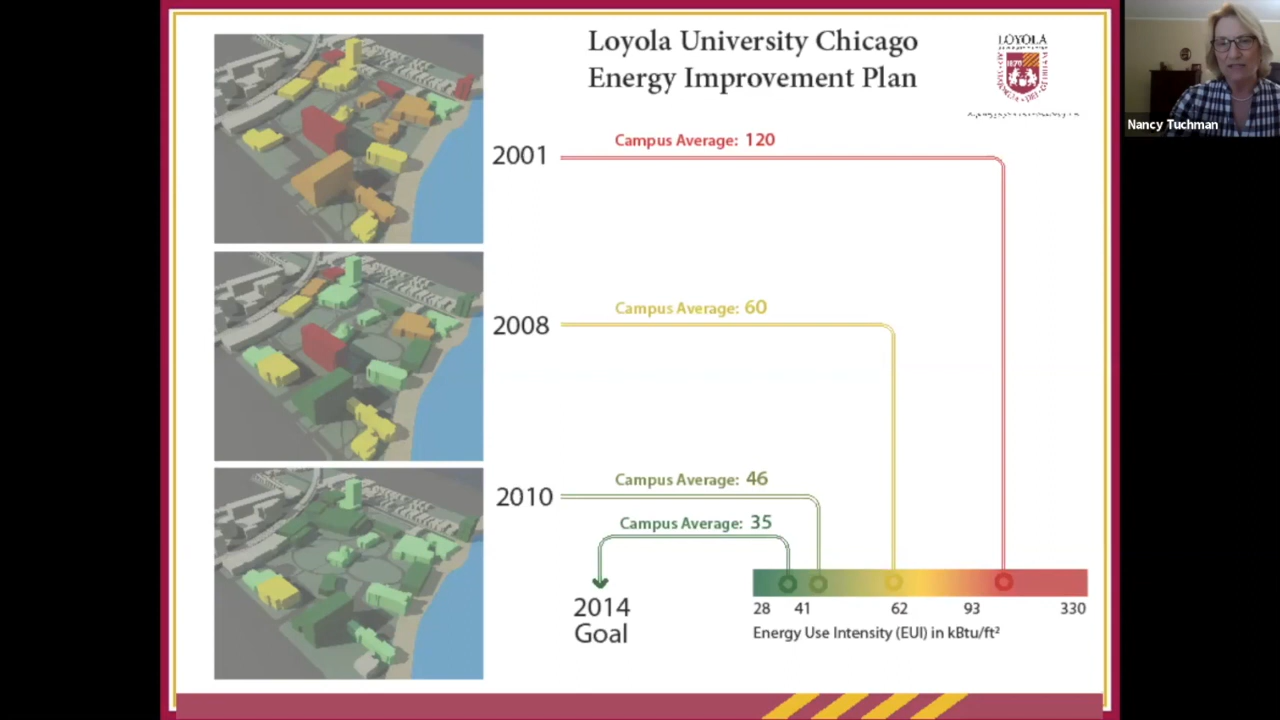 Loyola University Chicago
Energy Improvement Plan
LOYOLA
1870
Nancy Tuchman
2001
Campus Average: 120
2008
Campus Average: 60
2010
Campus Average: 46
Campus Average: 35
2014
Goal
28 41 62 93 330
Energy Use Intensity (EUI) in kBtu/ft²